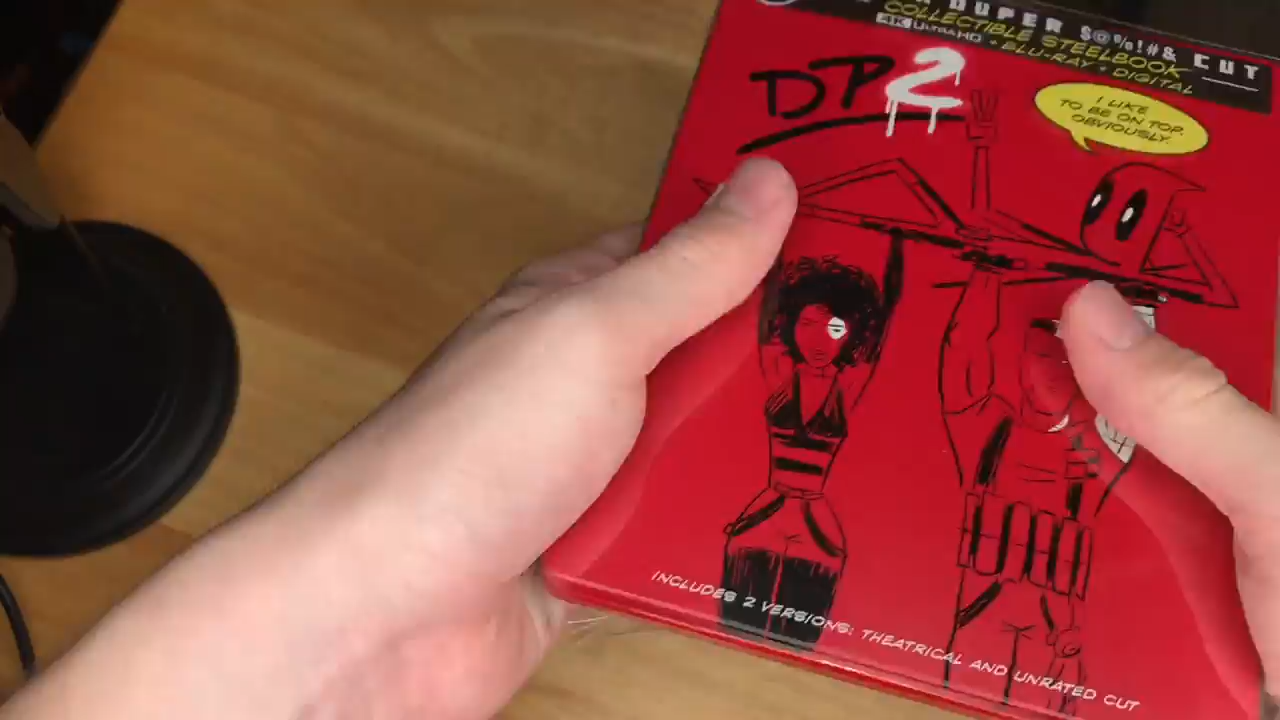 DUPER $@%!#& CUT
COLLECTIBLE STEELBOOK
4K ULTRA HD + BLU-RAY + DIGITAL
DP2
I LIKE
TO BE ON TOP.
OBVIOUSLY.
INCLUDES 2 VERSIONS: THEATRICAL AND UNRATED CUT